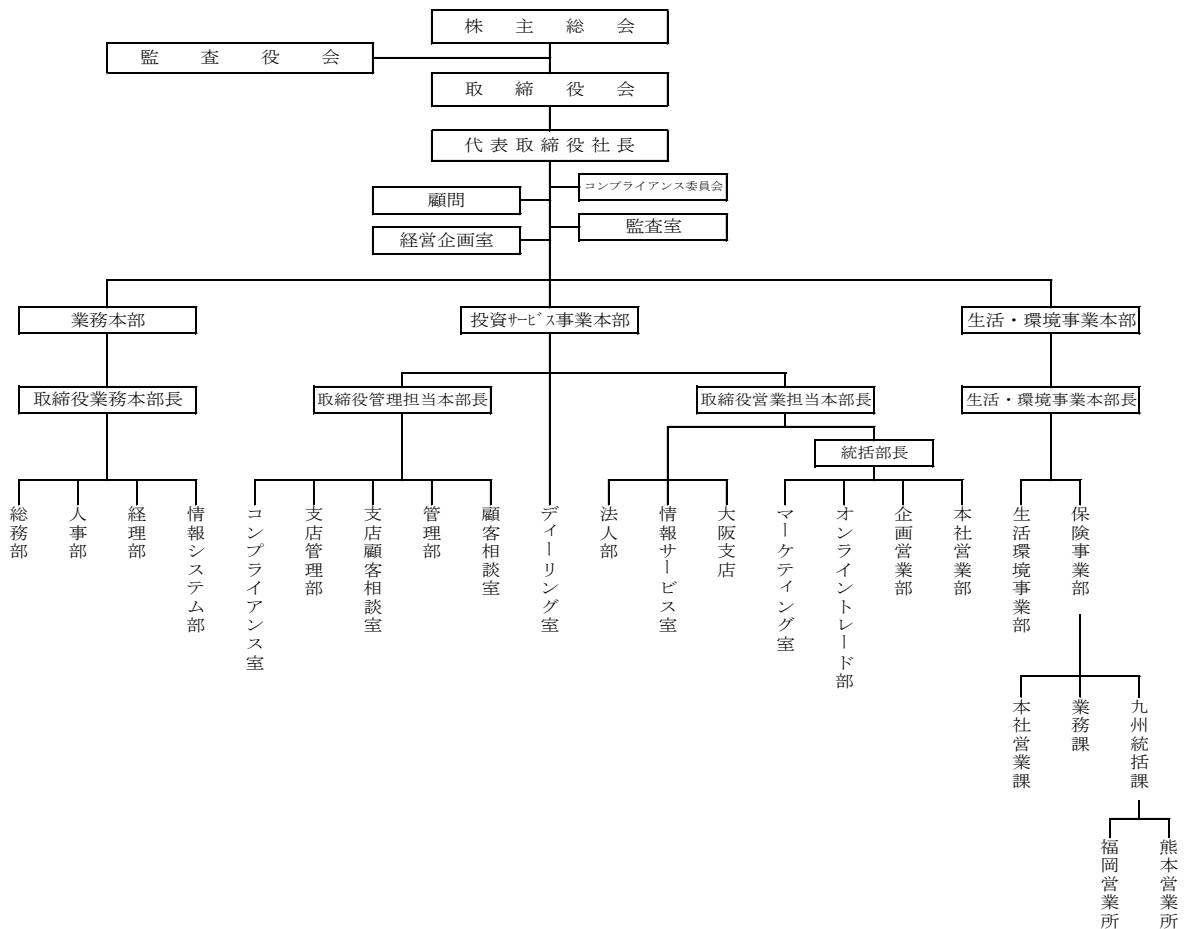 株主総会
監査役会
取締役会
代表取締役社長
コンプライアンス委員会
顧問
監査室
経営企画室
業務本部
投資ｻｰﾋﾞｽ事業本部
生活・環境事業本部
取締役業務本部長
取締役管理担当本部長
取締役営業担当本部長
生活・環境事業本部長
統括部長
総務部
人事部
経理部
情報システム部
コンプライアンス室
支店管理部
支店顧客相談室
管理部
顧客相談室
ディーリング室
法人部
情報サービス室
大阪支店
マーケティング室
オンライントレード部
企画営業部
本社営業部
生活環境事業部
保険事業部
本社営業課
業務課
九州統括課
福岡営業所
熊本営業所